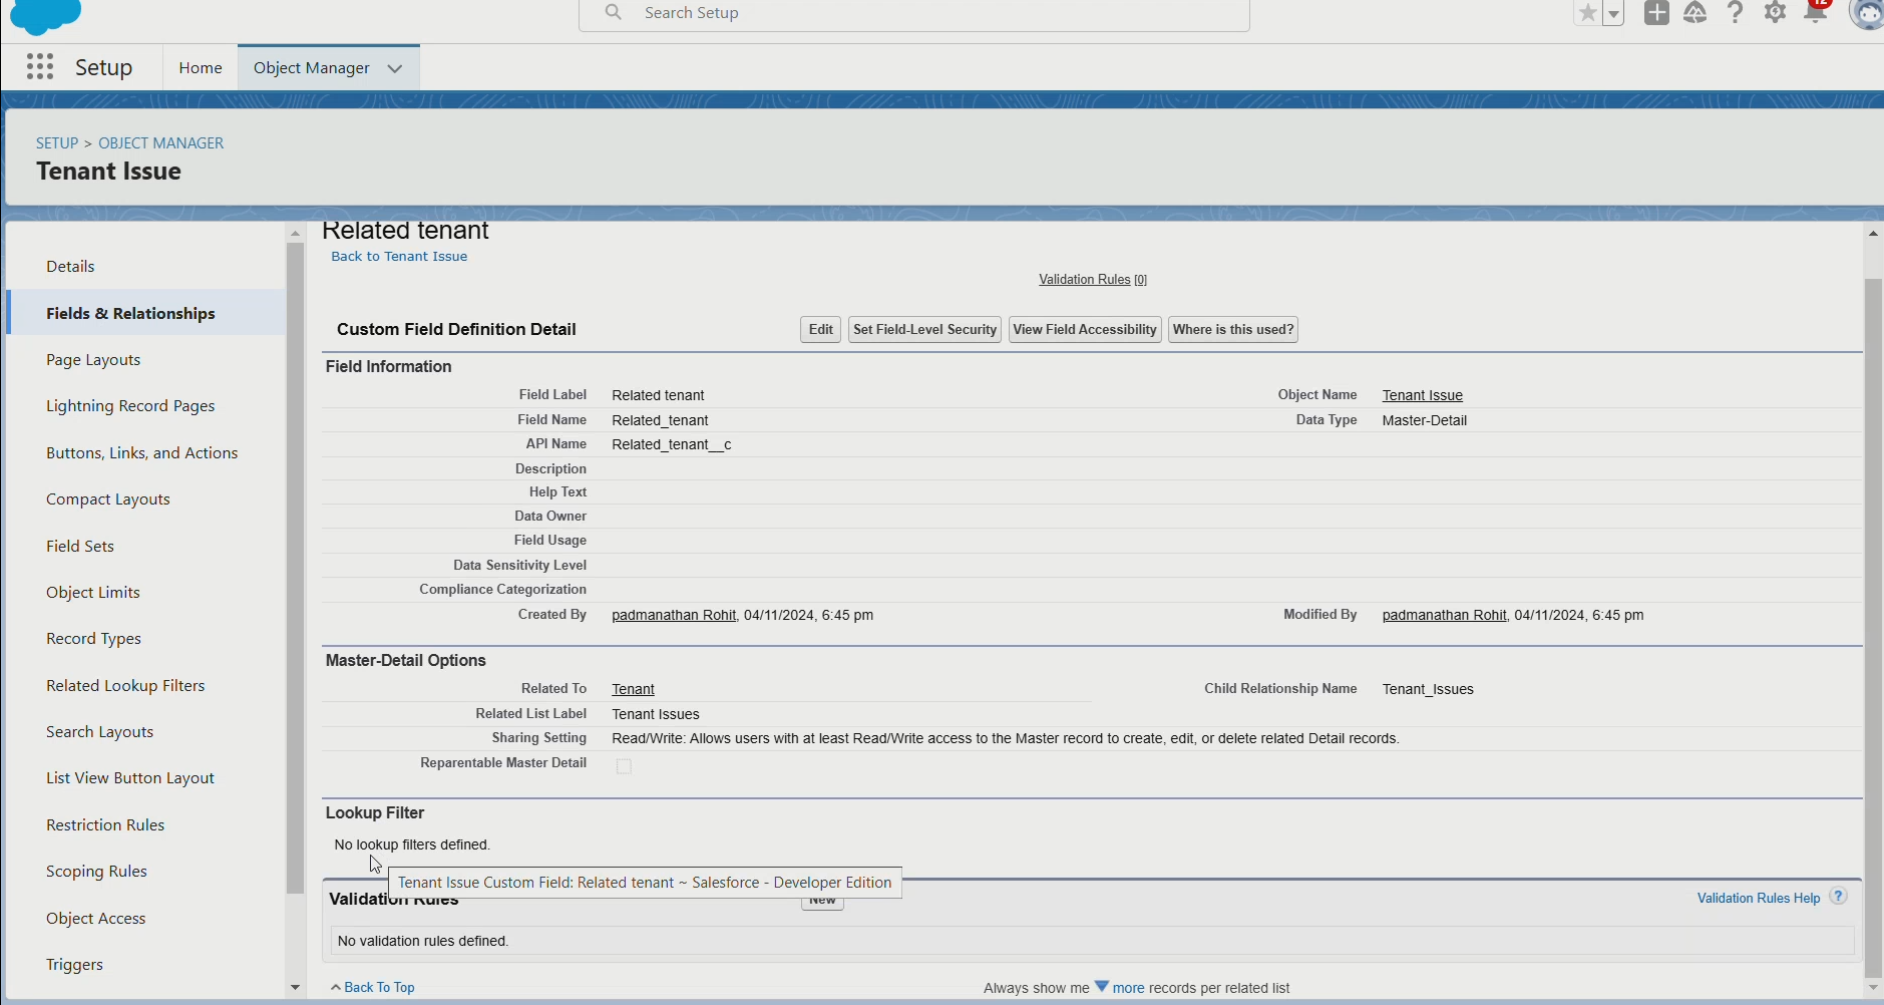 Search Setup
12
Setup
Home
Object Manager
SETUP > OBJECT MANAGER
Tenant Issue
Details
Fields & Relationships
Page Layouts
Lightning Record Pages
Buttons, Links, and Actions
Compact Layouts
Field Sets
Object Limits
Record Types
Related Lookup Filters
Search Layouts
List View Button Layout
Restriction Rules
Scoping Rules
Object Access
Triggers
Related tenant
Back to Tenant Issue
Validation Rules [0]
Custom Field Definition Detail
Edit Set Field-Level Security View Field Accessibility Where is this used?
Field Information
Field Label Related tenant Object Name Tenant Issue
Field Name Related_tenant Data Type Master-Detail
API Name Related_tenant__c
Description
Help Text
Data Owner
Field Usage
Data Sensitivity Level
Compliance Categorization
Created By padmanathan Rohit, 04/11/2024, 6:45 pm Modified By padmanathan Rohit, 04/11/2024, 6:45 pm
Master-Detail Options
Related To Tenant Child Relationship Name Tenant_Issues
Related List Label Tenant Issues
Sharing Setting Read/Write: Allows users with at least Read/Write access to the Master record to create, edit, or delete related Detail records.
Reparentable Master Detail
Lookup Filter
No lookup filters defined.
Tenant Issue Custom Field: Related tenant ~ Salesforce - Developer Edition
Validation Rules New Validation Rules Help ?
No validation rules defined.
Back To Top Always show me more records per related list